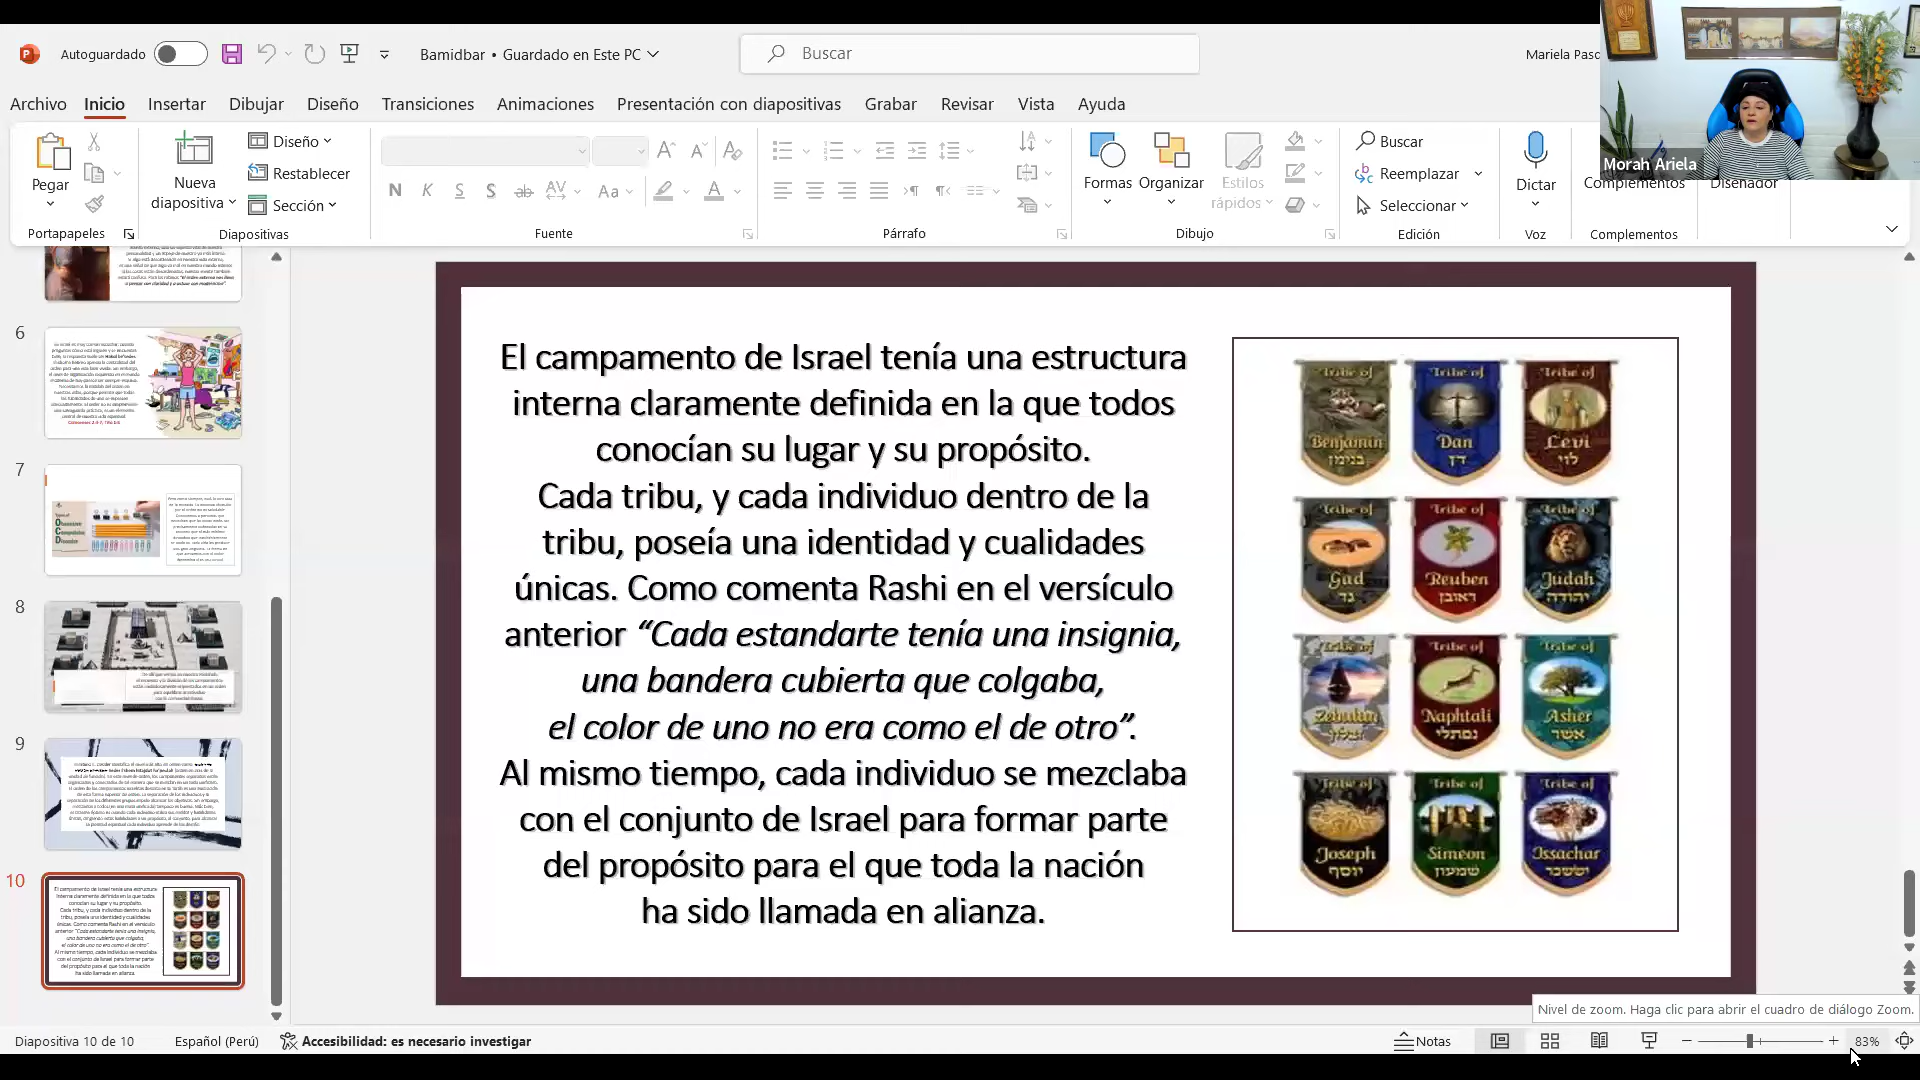 Autoguardado
Bamidbar • Guardado en Este PC
Buscar
Mariela Pasc
Archivo Inicio Insertar Dibujar Diseño Transiciones Animaciones Presentación con diapositivas Grabar Revisar Vista Ayuda
Morah Ariela
Pegar
Nueva diapositiva
Diseño
Restablecer
Sección
N K S S ab AV Aa A
Formas
Organizar
Estilos rápidos
Buscar
Reemplazar
Seleccionar
Dictar
Complementos
Diseñador
Portapapeles
Diapositivas
Fuente
Párrafo
Dibujo
Edición
Voz
Complementos
6
7
8
9
10
El campamento de Israel tenía una estructura
interna claramente definida en la que todos
conocían su lugar y su propósito.
Cada tribu, y cada individuo dentro de la
tribu, poseía una identidad y cualidades
únicas. Como comenta Rashi en el versículo
anterior “Cada estandarte tenía una insignia,
una bandera cubierta que colgaba,
el color de uno no era como el de otro”.
Al mismo tiempo, cada individuo se mezclaba
con el conjunto de Israel para formar parte
del propósito para el que toda la nación
ha sido llamada en alianza.
Tribe of Benjamin בנימין
Tribe of Dan דן
Tribe of Levi לוי
Tribe of Gad גד
Tribe of Reuben ראובן
Tribe of Judah יהודה
Tribe of Zebulun זבולון
Tribe of Naphtali נפתלי
Tribe of Asher אשר
Tribe of Joseph יוסף
Tribe of Simeon שמעון
Tribe of Issachar יששכר
Nivel de zoom. Haga clic para abrir el cuadro de diálogo Zoom.
Diapositiva 10 de 10
Español (Perú)
Accesibilidad: es necesario investigar
Notas
83%